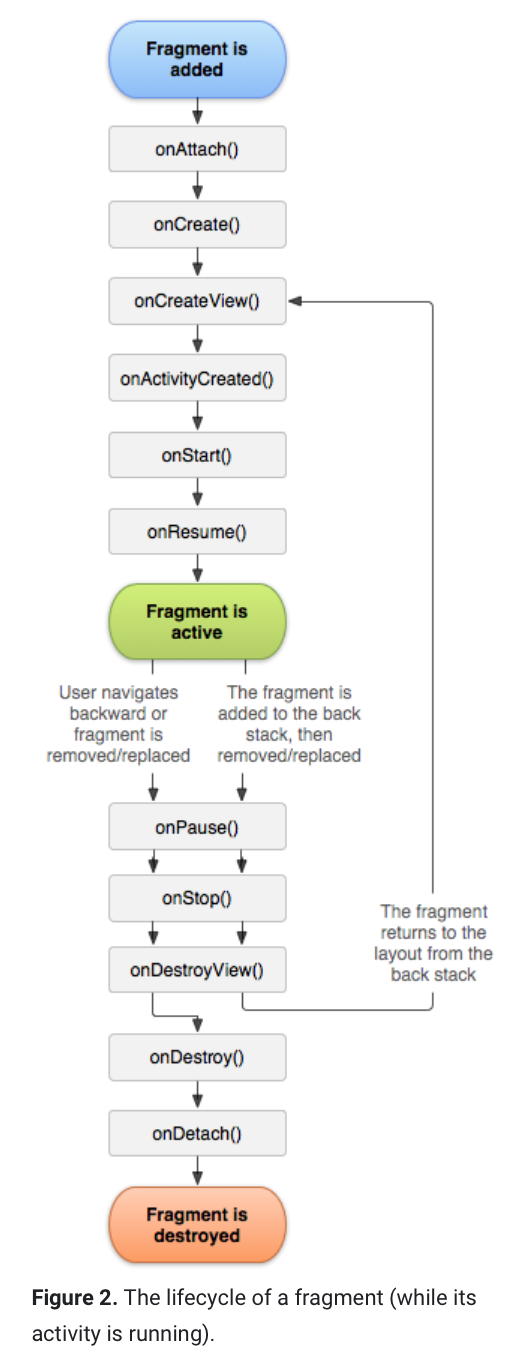 Fragment is
added
onAttach()
onCreate()
onCreateView()
onActivityCreated()
onStart()
onResume()
Fragment is
active
User navigates
backward or
fragment is
removed/replaced
The fragment is
added to the back
stack, then
removed/replaced
onPause()
onStop()
onDestroyView()
The fragment
returns to the
layout from the
back stack
onDestroy()
onDetach()
Fragment is
destroyed
Figure 2. The lifecycle of a fragment (while its
activity is running).